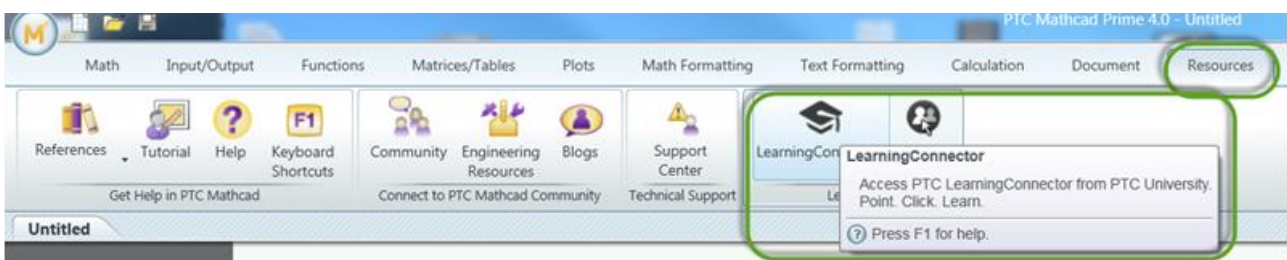 M
PTC Mathcad Prime 4.0 - Untitled
Math Input/Output Functions Matrices/Tables Plots Math Formatting Text Formatting Calculation Document Resources
? F1
References Tutorial Help Keyboard Shortcuts Community Engineering Resources Blogs Support Center LearningCon
Get Help in PTC Mathcad Connect to PTC Mathcad Community Technical Support Le
LearningConnector
Access PTC LearningConnector from PTC University.
Point. Click. Learn.
? Press F1 for help.
Untitled